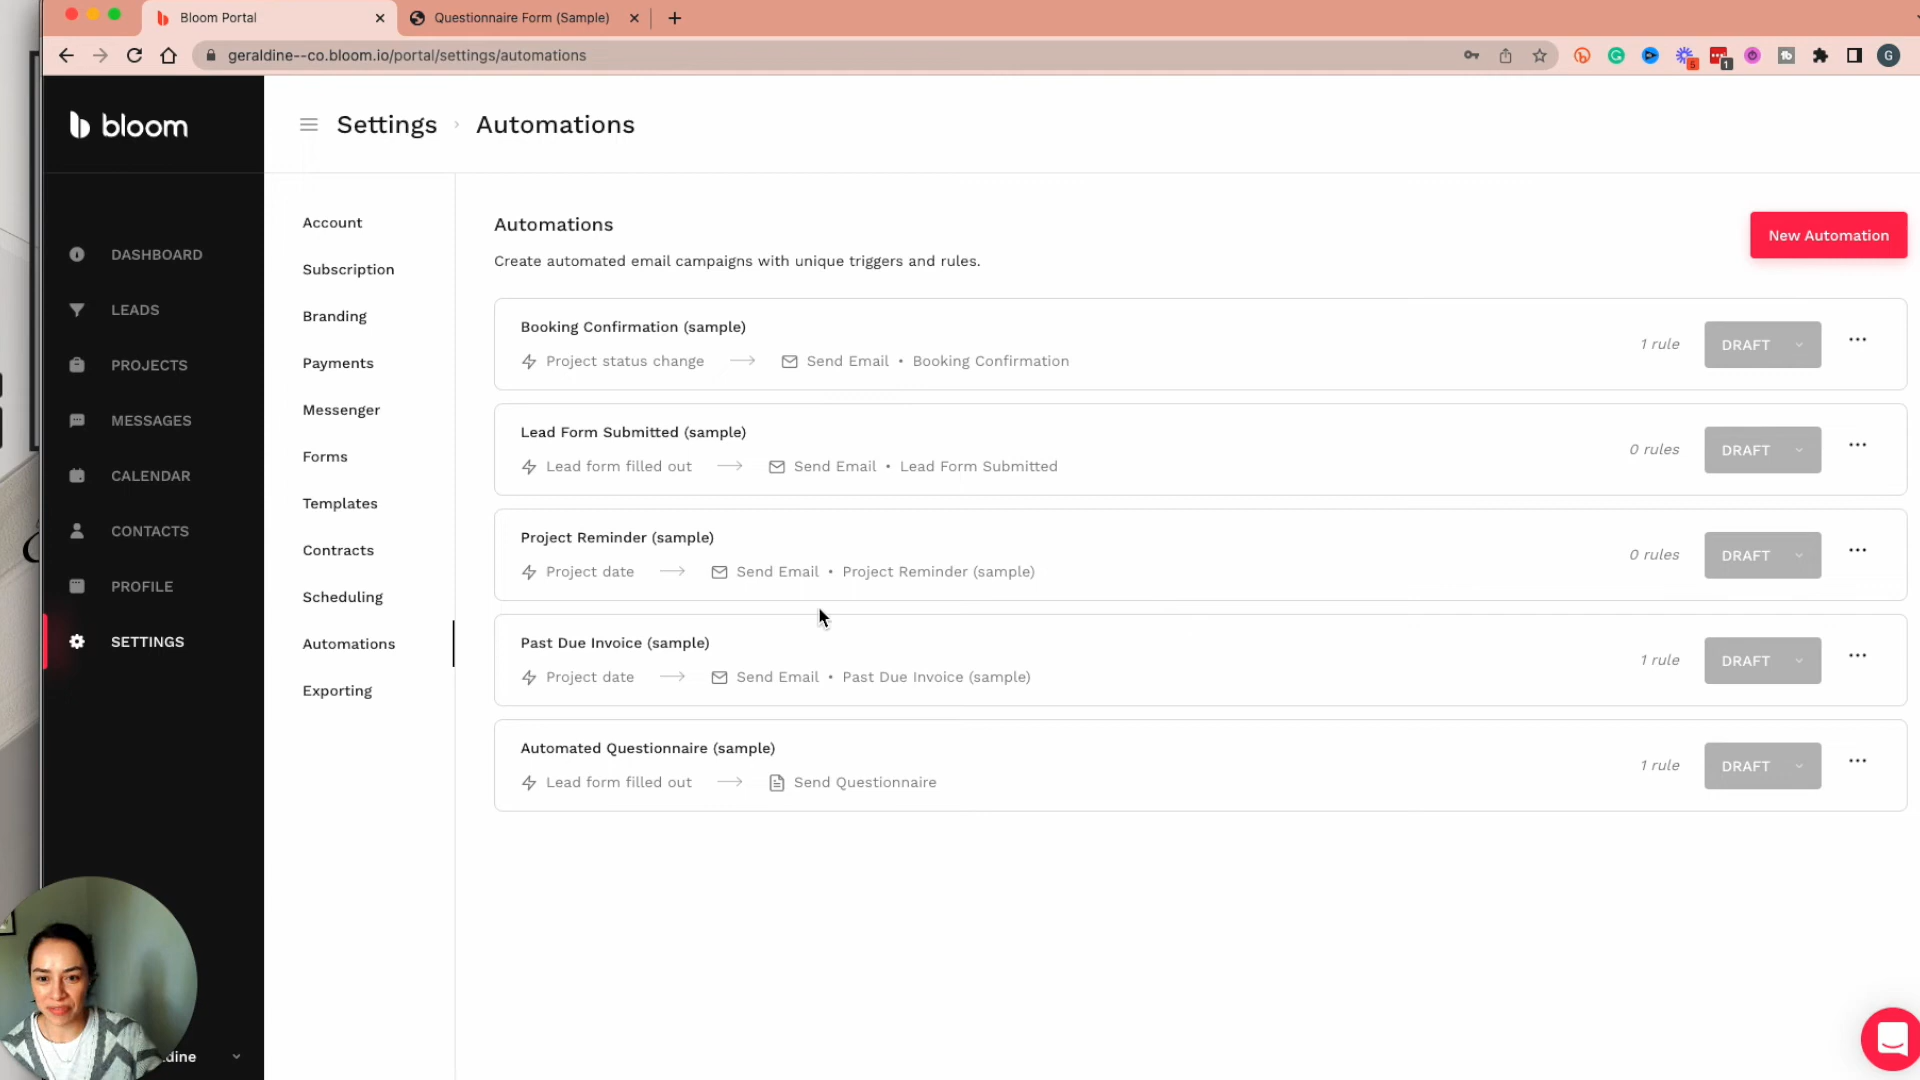 Bloom Portal
Questionnaire Form (Sample)
geraldine--co.bloom.io/portal/settings/automations
5
1
tb
G
bloom
Settings › Automations
DASHBOARD
LEADS
PROJECTS
MESSAGES
CALENDAR
CONTACTS
PROFILE
SETTINGS
dine
Account
Subscription
Branding
Payments
Messenger
Forms
Templates
Contracts
Scheduling
Automations
Exporting
Automations
Create automated email campaigns with unique triggers and rules.
New Automation
Booking Confirmation (sample)
Project status change → Send Email • Booking Confirmation
1 rule
DRAFT
Lead Form Submitted (sample)
Lead form filled out → Send Email • Lead Form Submitted
0 rules
DRAFT
Project Reminder (sample)
Project date → Send Email • Project Reminder (sample)
0 rules
DRAFT
Past Due Invoice (sample)
Project date → Send Email • Past Due Invoice (sample)
1 rule
DRAFT
Automated Questionnaire (sample)
Lead form filled out → Send Questionnaire
1 rule
DRAFT